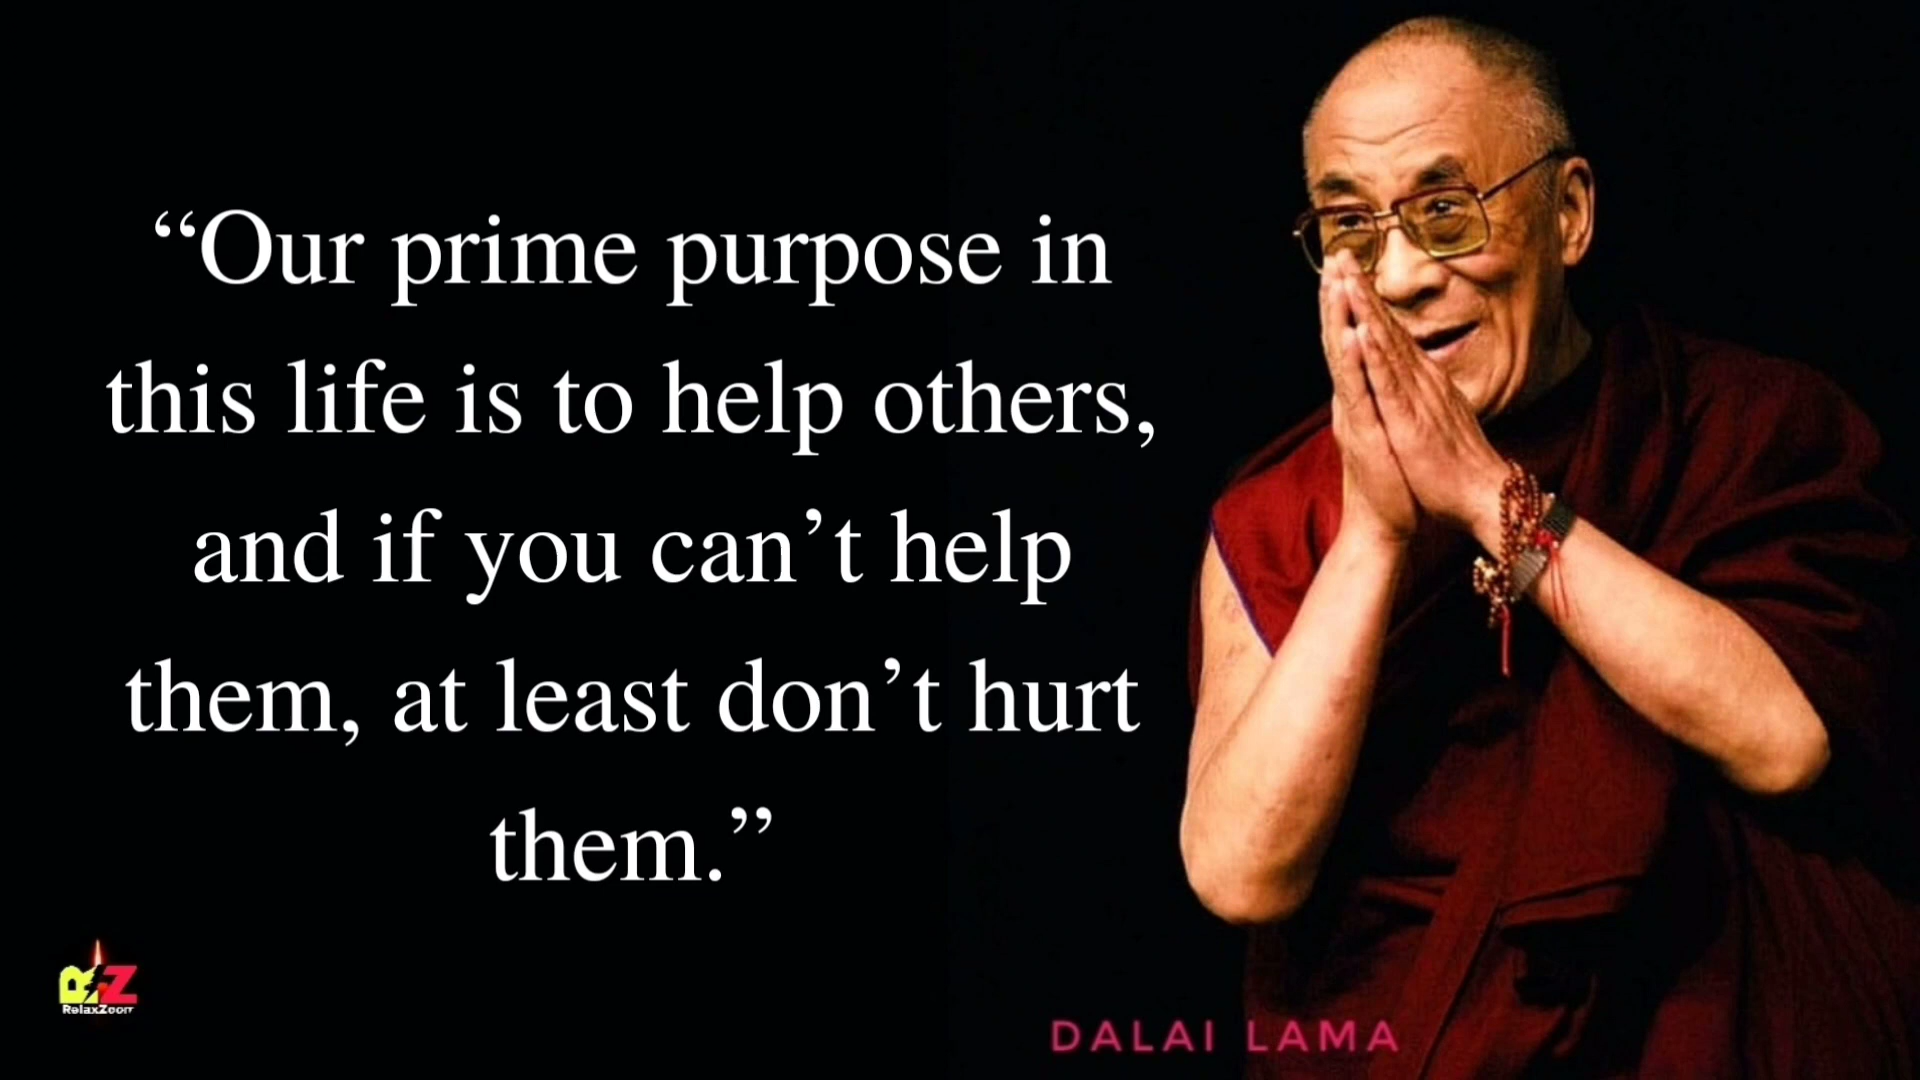 “Our prime purpose in
this life is to help others,
and if you can’t help
them, at least don’t hurt
them.”
RZ
RelaxZoom
DALAI LAMA